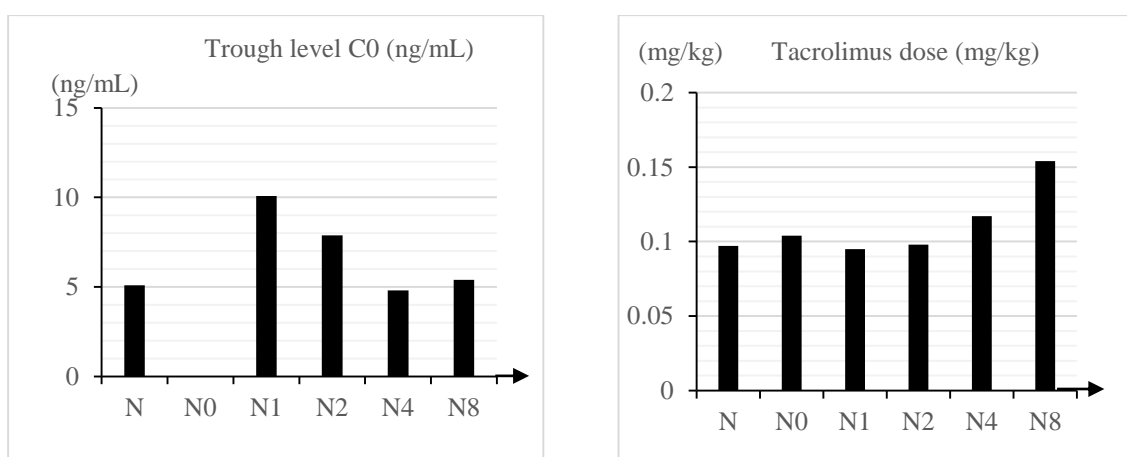 Trough level C0 (ng/mL)
(ng/mL)
15
10
5
0
N N0 N1 N2 N4 N8
(mg/kg) Tacrolimus dose (mg/kg)
0.2
0.15
0.1
0.05
0
N N0 N1 N2 N4 N8